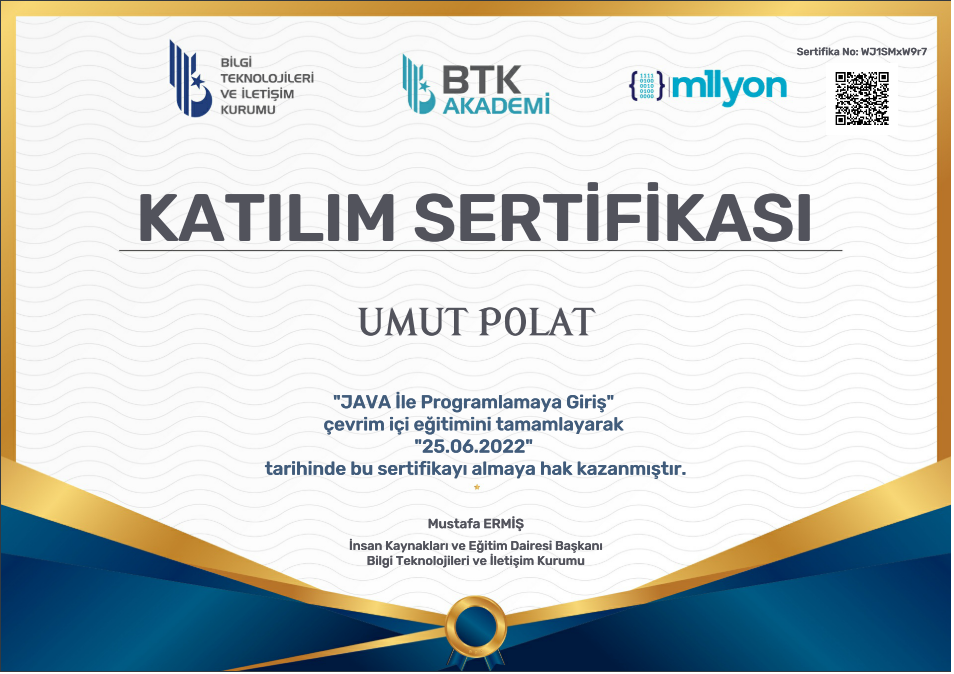 Sertifika No: WJ1SMxW9r7
BİLGİ
TEKNOLOJİLERİ
VE İLETİŞİM
KURUMU
BTK
AKADEMİ
1111
0100
0010
0100
0000
m1lyon
KATILIM SERTİFİKASI
UMUT POLAT
"JAVA İle Programlamaya Giriş"
çevrim içi eğitimini tamamlayarak
"25.06.2022"
tarihinde bu sertifikayı almaya hak kazanmıştır.
Mustafa ERMİŞ
İnsan Kaynakları ve Eğitim Dairesi Başkanı
Bilgi Teknolojileri ve İletişim Kurumu